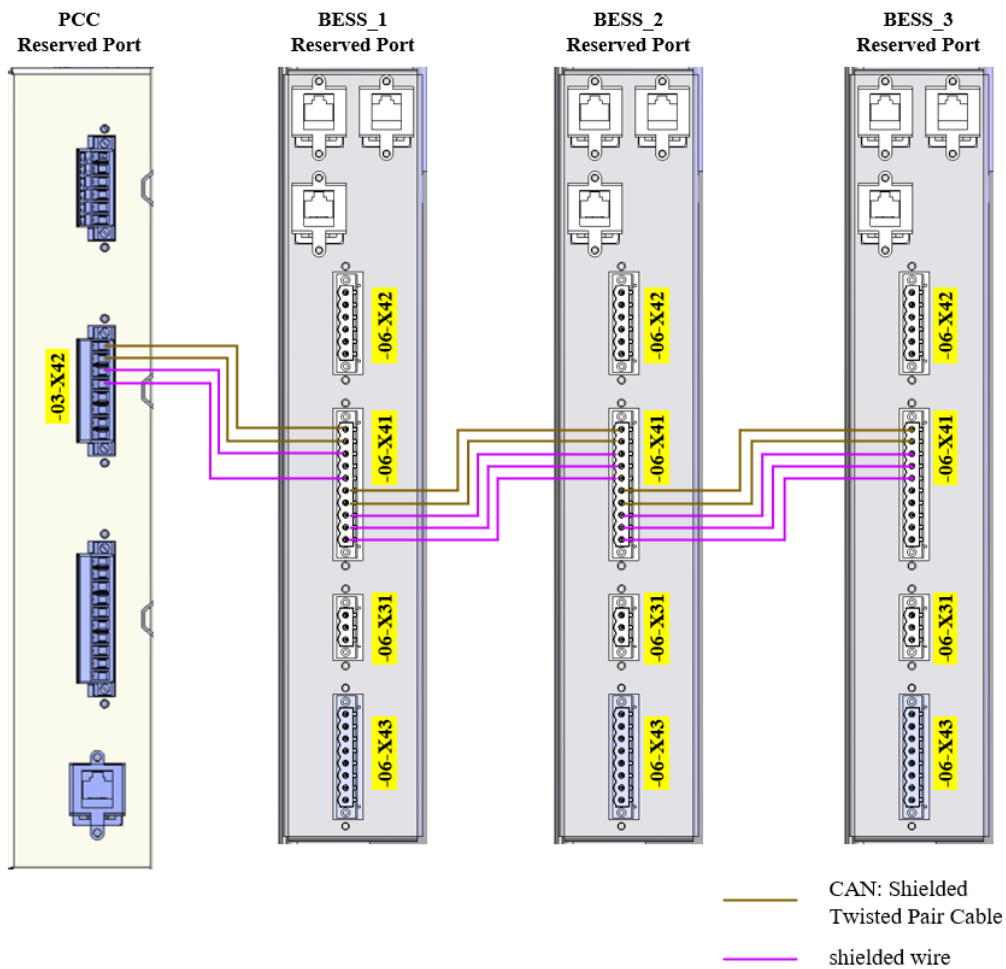 PCC
Reserved Port
BESS_1
Reserved Port
BESS_2
Reserved Port
BESS_3
Reserved Port
-03-X42
-06-X42
-06-X41
-06-X31
-06-X43
-06-X42
-06-X41
-06-X31
-06-X43
-06-X42
-06-X41
-06-X31
-06-X43
CAN: Shielded
Twisted Pair Cable
shielded wire